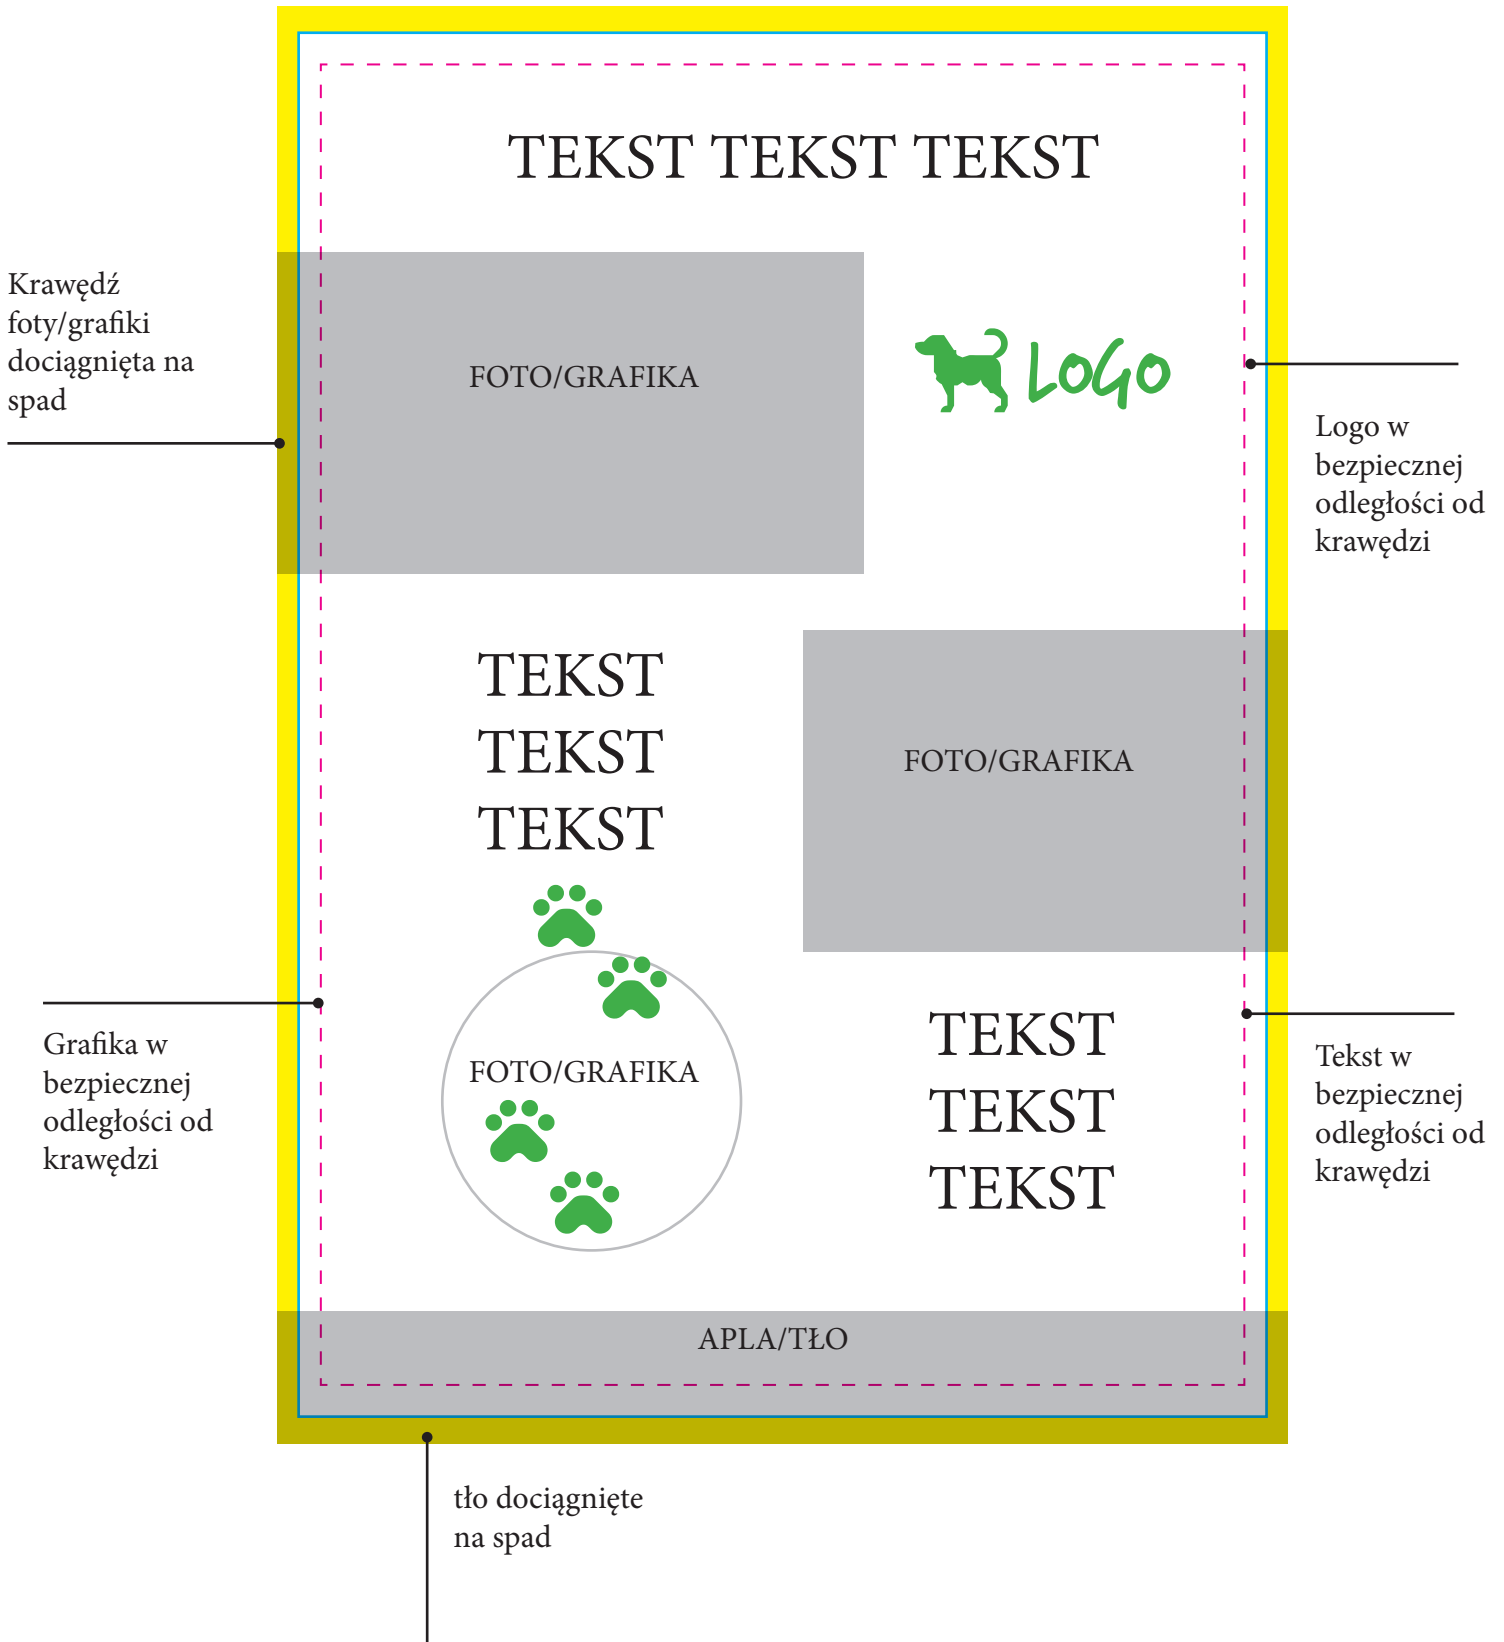 TEKST TEKST TEKST
Krawędź
foty/grafiki
dociągnięta na
spad
FOTO/GRAFIKA
LOGO
Logo w
bezpiecznej
odległości od
krawędzi
TEKST
TEKST
TEKST
FOTO/GRAFIKA
Grafika w
bezpiecznej
odległości od
krawędzi
FOTO/GRAFIKA
TEKST
TEKST
TEKST
Tekst w
bezpiecznej
odległości od
krawędzi
APLA/TŁO
tło dociągnięte
na spad